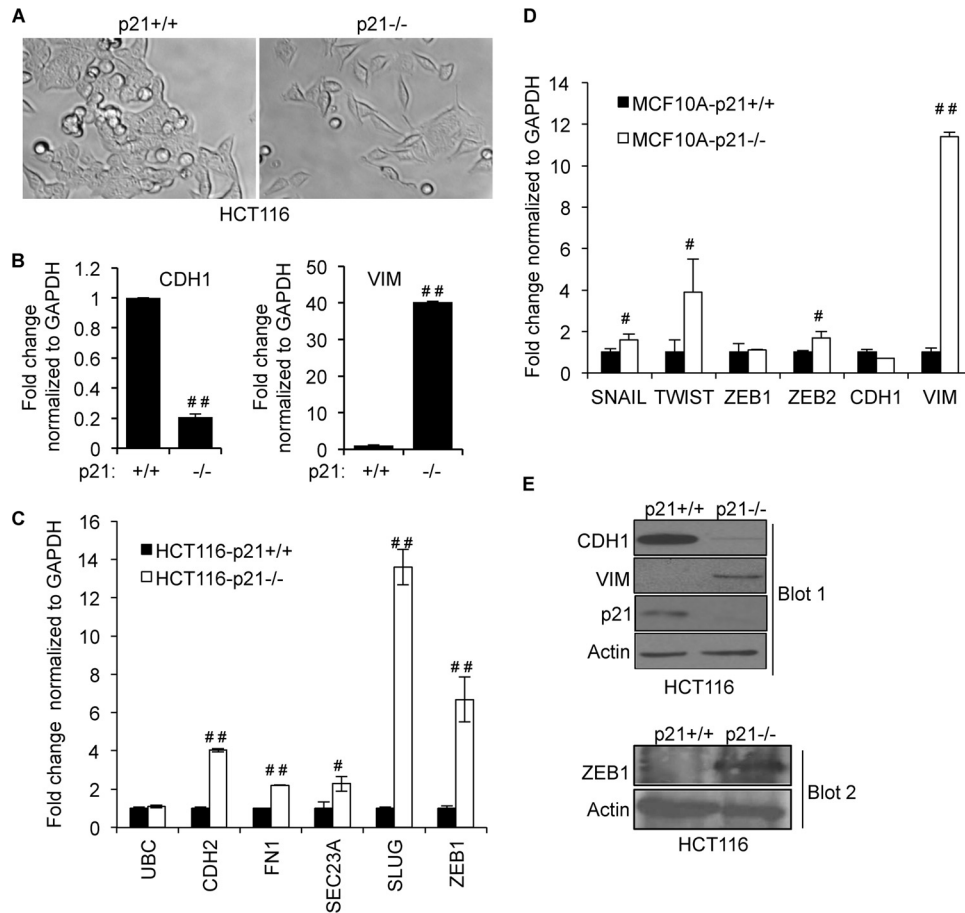 A
p21+/+
p21-/-
HCT116
B
Fold change
normalized to GAPDH
1.2
1
0.8
0.6
0.4
0.2
0
CDH1
##
p21:
+/+
-/-
Fold change
normalized to GAPDH
50
40
30
20
10
0
VIM
##
p21:
+/+
-/-
C
Fold change normalized to GAPDH
16
14
12
10
8
6
4
2
0
HCT116-p21+/+
HCT116-p21-/-
##
##
#
##
##
UBC
CDH2
FN1
SEC23A
SLUG
ZEB1
D
Fold change normalized to GAPDH
14
12
10
8
6
4
2
0
MCF10A-p21+/+
MCF10A-p21-/-
#
#
#
##
SNAIL
TWIST
ZEB1
ZEB2
CDH1
VIM
E
p21+/+ p21-/-
CDH1
VIM
p21
Actin
Blot 1
HCT116
p21+/+ p21-/-
ZEB1
Actin
Blot 2
HCT116